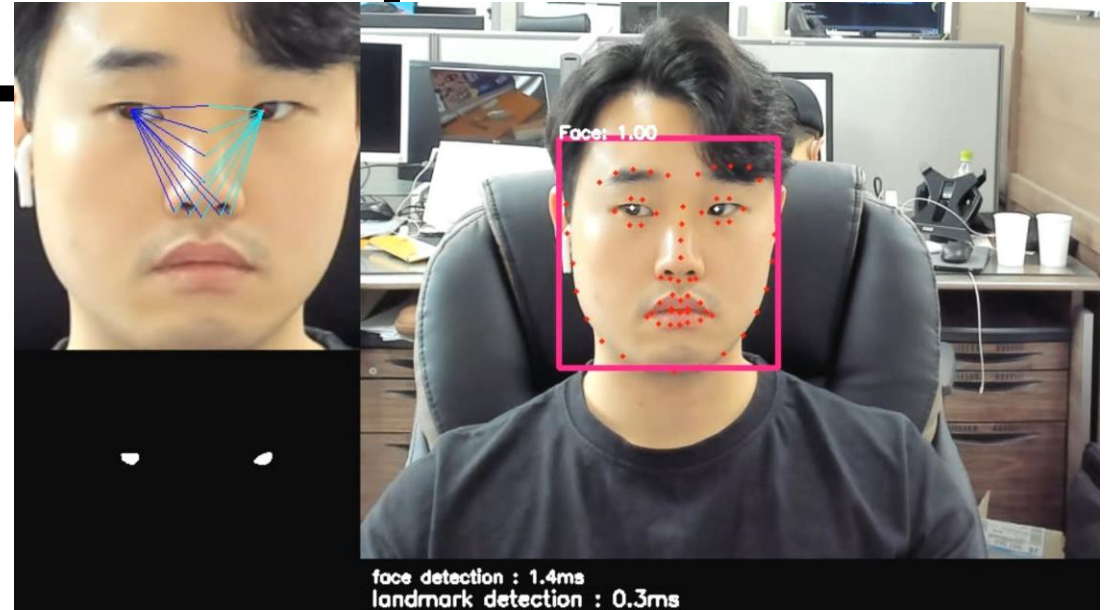 Face: 1.00
face detection : 1.4ms
landmark detection : 0.3ms